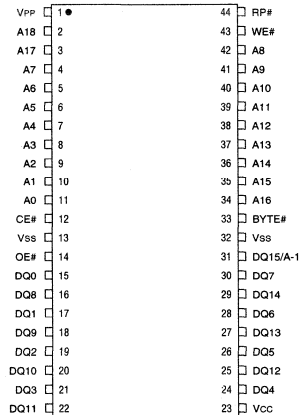 VPP 1 44 RP#
A18 2 43 WE#
A17 3 42 A8
A7 4 41 A9
A6 5 40 A10
A5 6 39 A11
A4 7 38 A12
A3 8 37 A13
A2 9 36 A14
A1 10 35 A15
A0 11 34 A16
CE# 12 33 BYTE#
Vss 13 32 Vss
OE# 14 31 DQ15/A-1
DQ0 15 30 DQ7
DQ8 16 29 DQ14
DQ1 17 28 DQ6
DQ9 18 27 DQ13
DQ2 19 26 DQ5
DQ10 20 25 DQ12
DQ3 21 24 DQ4
DQ11 22 23 Vcc